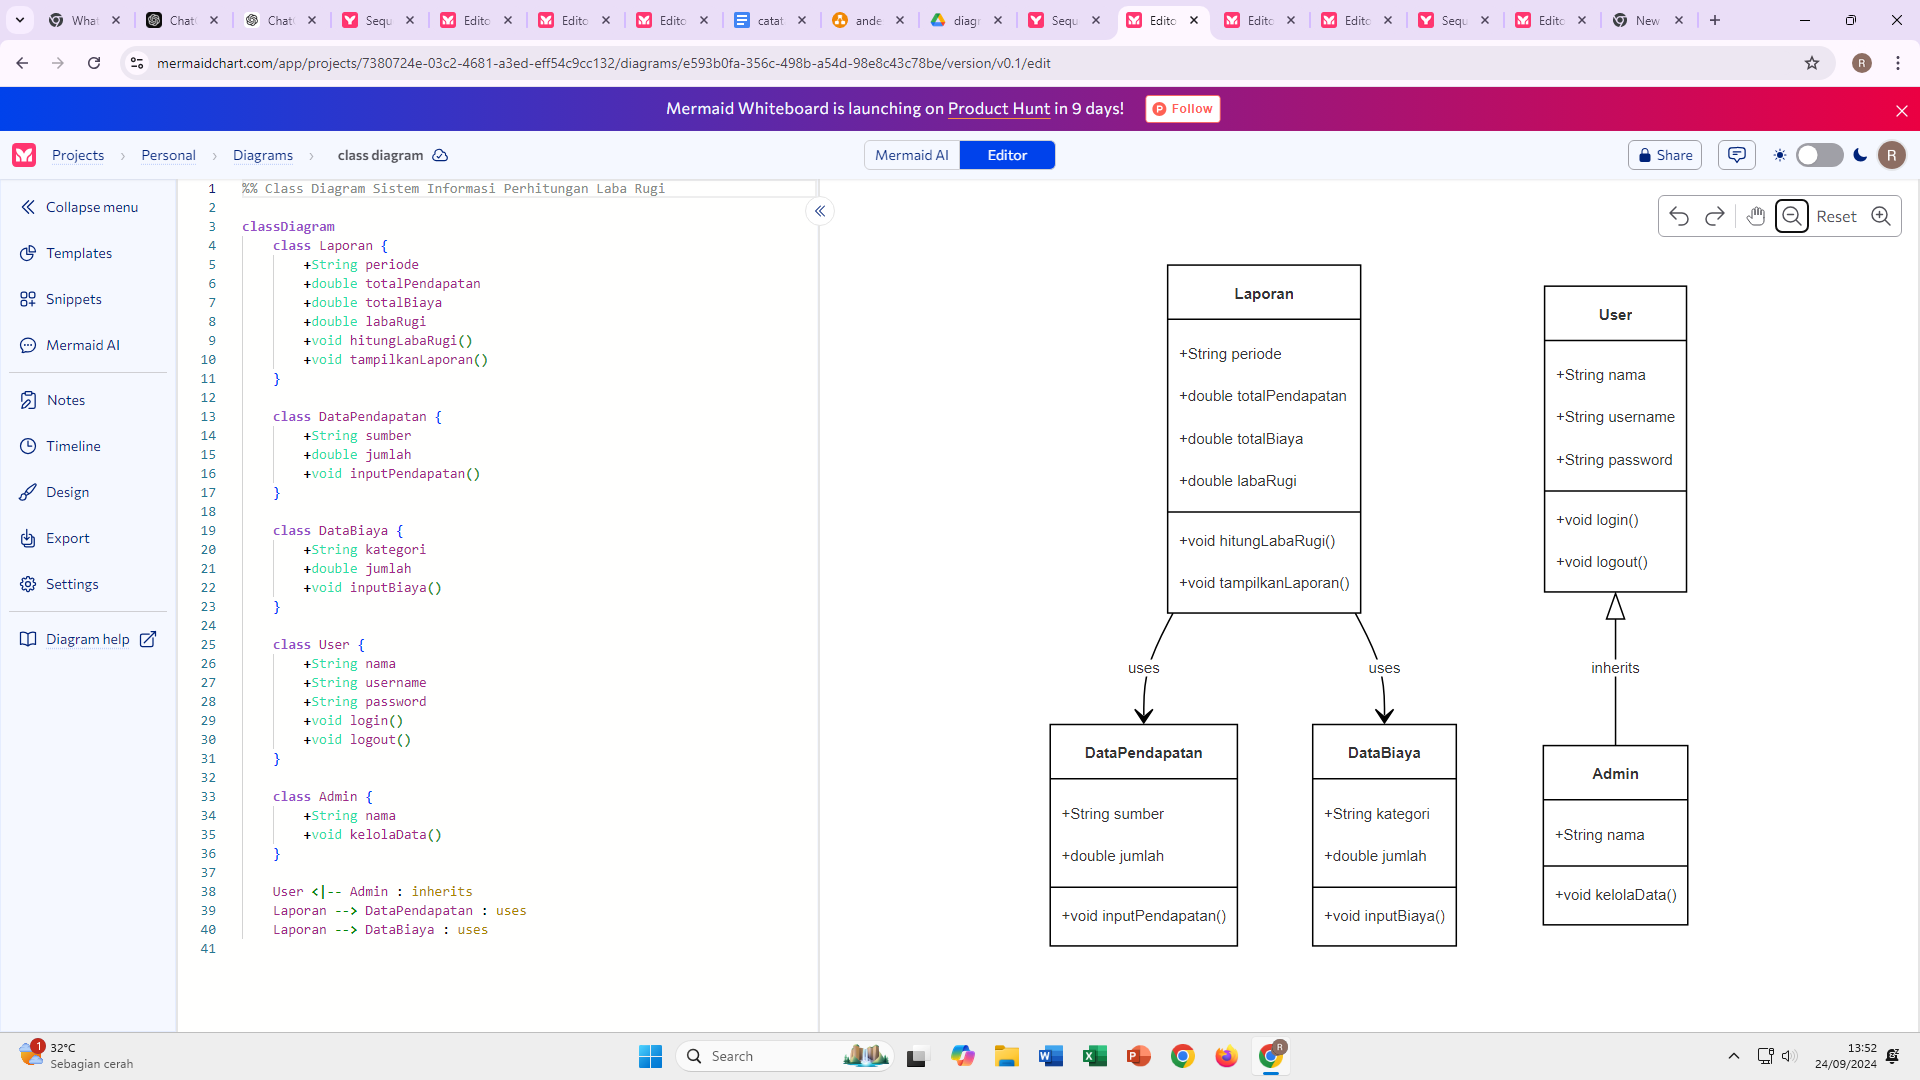 What
Chat
Chat
Sequ
Edito
Edito
Edito
catat
ande
diagr
Sequ
Edito
Edito
Edito
Sequ
Edito
New
mermaidchart.com/app/projects/7380724e-03c2-4681-a3ed-eff54c9cc132/diagrams/e593b0fa-356c-498b-a54d-98e8c43c78be/version/v0.1/edit
R
Mermaid Whiteboard is launching on Product Hunt in 9 days!
P Follow
Projects > Personal > Diagrams > class diagram
Mermaid AI
Editor
Share
R
Collapse menu
Templates
Snippets
Mermaid AI
Notes
Timeline
Design
Export
Settings
Diagram help
1 %% Class Diagram Sistem Informasi Perhitungan Laba Rugi
2
3 classDiagram
4 class Laporan {
5 +String periode
6 +double totalPendapatan
7 +double totalBiaya
8 +double labaRugi
9 +void hitungLabaRugi()
10 +void tampilkanLaporan()
11 }
12
13 class DataPendapatan {
14 +String sumber
15 +double jumlah
16 +void inputPendapatan()
17 }
18
19 class DataBiaya {
20 +String kategori
21 +double jumlah
22 +void inputBiaya()
23 }
24
25 class User {
26 +String nama
27 +String username
28 +String password
29 +void login()
30 +void logout()
31 }
32
33 class Admin {
34 +String nama
35 +void kelolaData()
36 }
37
38 User <|-- Admin : inherits
39 Laporan --> DataPendapatan : uses
40 Laporan --> DataBiaya : uses
41
Reset
Laporan
+String periode
+double totalPendapatan
+double totalBiaya
+double labaRugi
+void hitungLabaRugi()
+void tampilkanLaporan()
User
+String nama
+String username
+String password
+void login()
+void logout()
uses
uses
inherits
DataPendapatan
+String sumber
+double jumlah
+void inputPendapatan()
DataBiaya
+String kategori
+double jumlah
+void inputBiaya()
Admin
+String nama
+void kelolaData()
1
32°C
Sebagian cerah
Search
R
13:52
24/09/2024